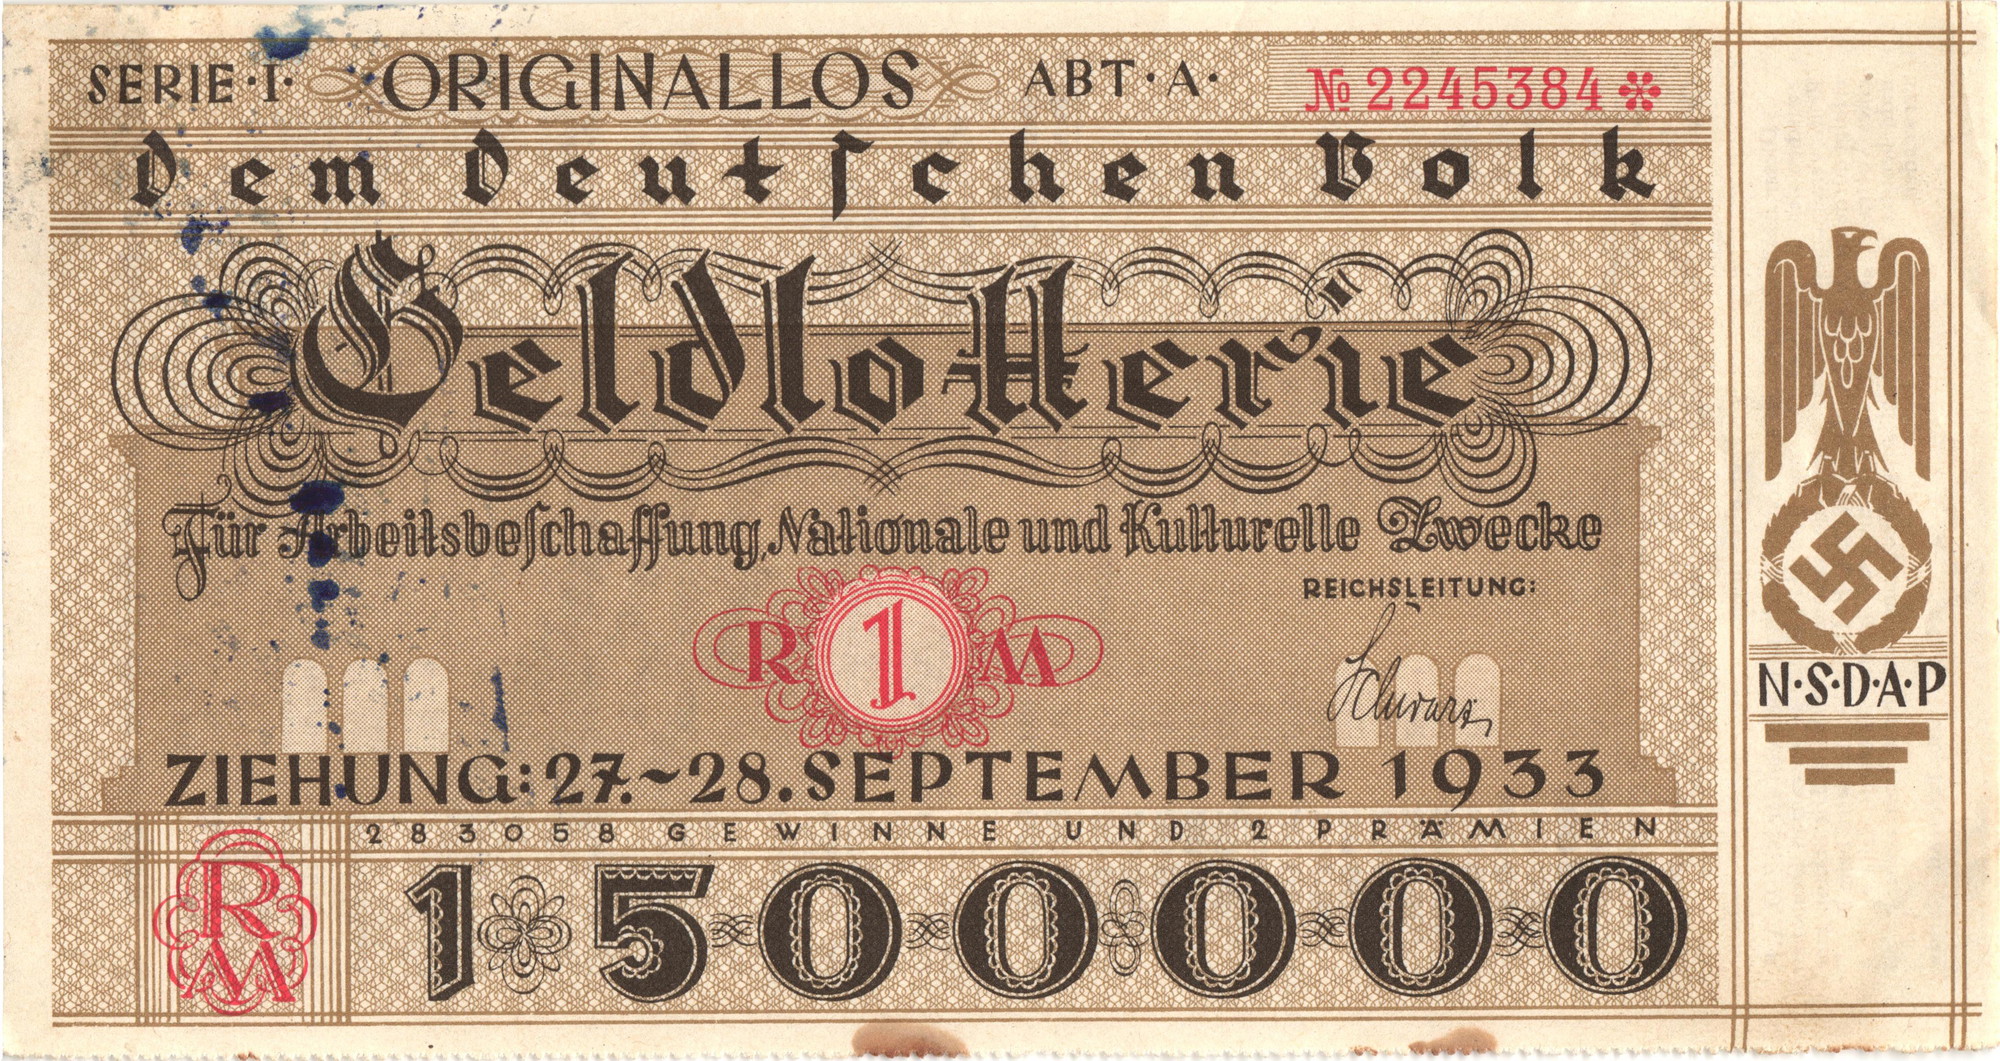 SERIE·I· ORIGINALLOS ABT·A· № 2245384 *
Dem Deutſchen Volk
Geldlotterie
Für Arbeitsbeſchaffung, Nationale und Kulturelle Zwecke
REICHSLEITUNG:
R 1 M
Schwarz
ZIEHUNG: 27.~28. SEPTEMBER 1933
283058 GEWINNE UND 2 PRÄMIEN
RM 1500000
N·S·D·A·P